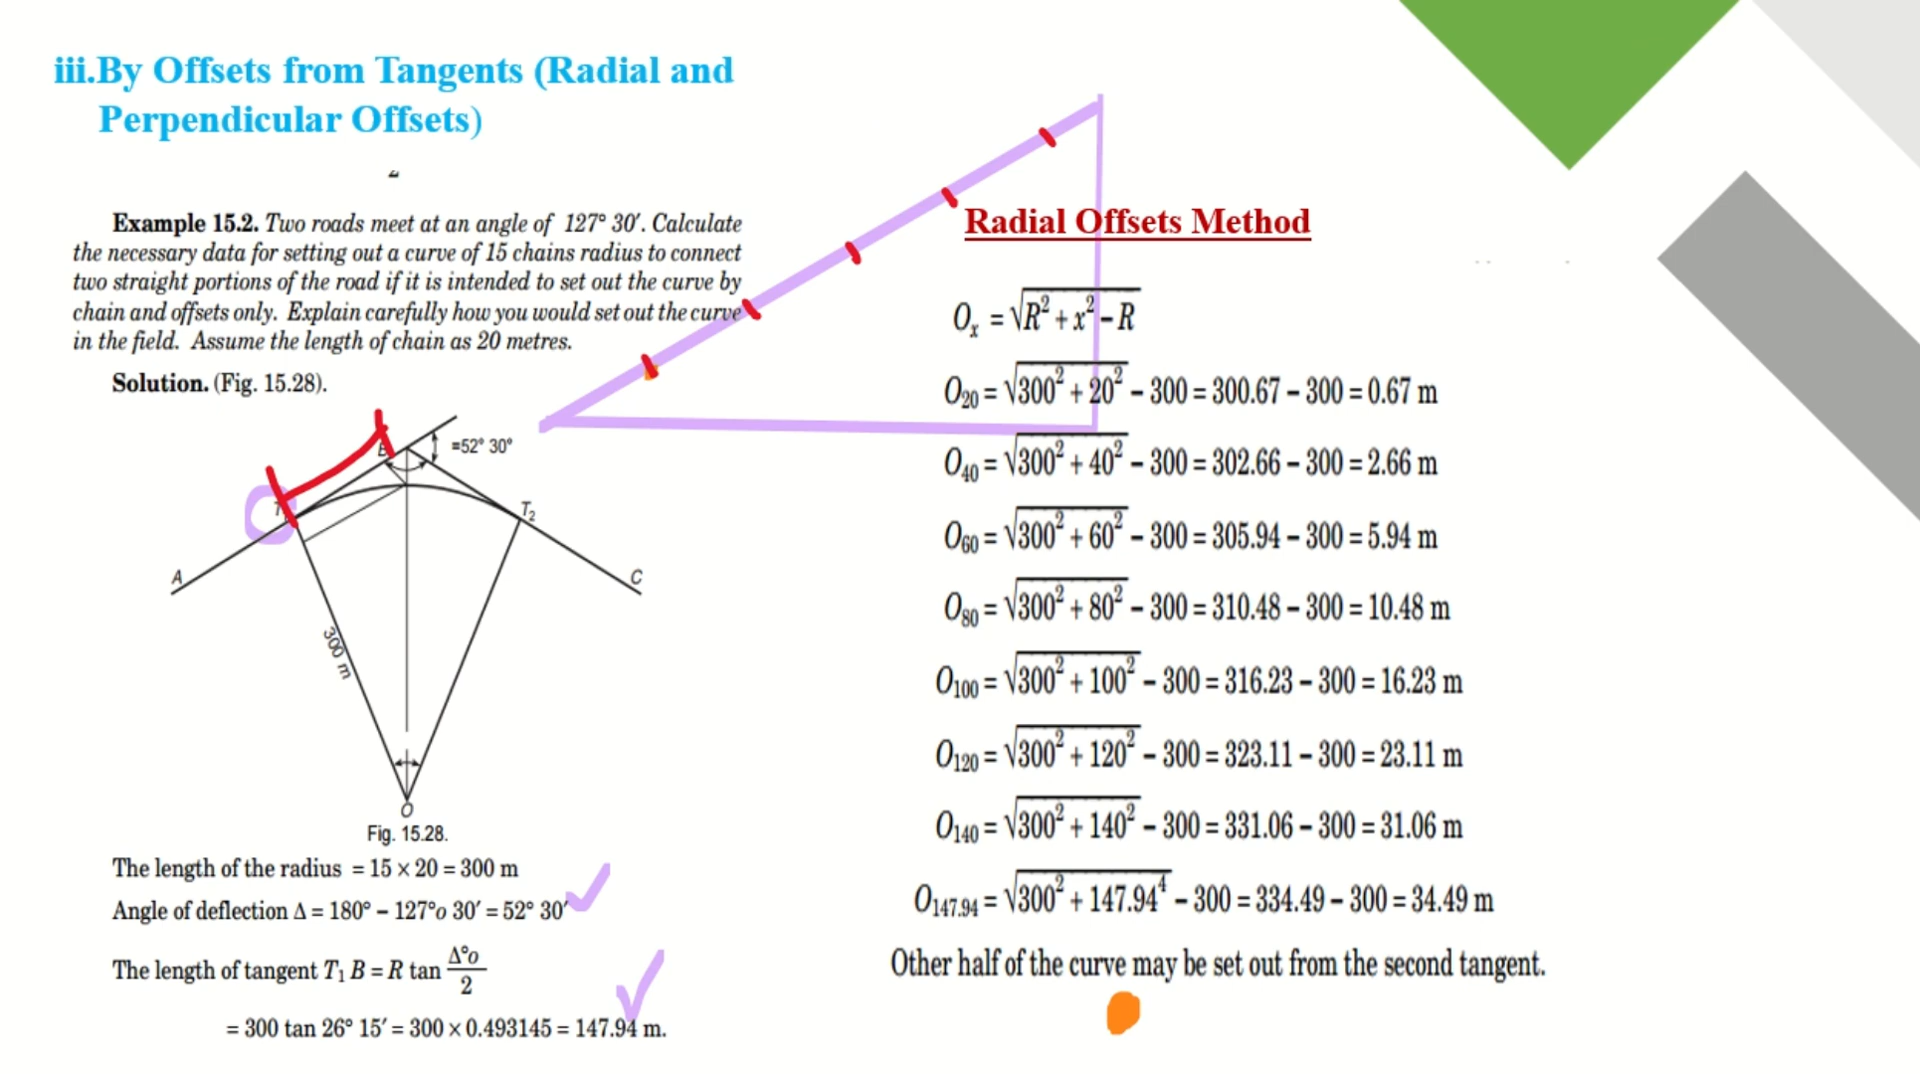 iii.By Offsets from Tangents (Radial and
Perpendicular Offsets)
Example 15.2. Two roads meet at an angle of 127° 30′. Calculate
the necessary data for setting out a curve of 15 chains radius to connect
two straight portions of the road if it is intended to set out the curve by
chain and offsets only. Explain carefully how you would set out the curve
in the field. Assume the length of chain as 20 metres.
Solution. (Fig. 15.28).
B
=52° 30°
T
T₂
A
C
300 m
O
Fig. 15.28.
The length of the radius = 15 × 20 = 300 m
Angle of deflection Δ = 180° – 127°o 30′ = 52° 30′
The length of tangent T₁ B = R tan Δ°o/2
= 300 tan 26° 15′ = 300 × 0.493145 = 147.94 m.
Radial Offsets Method
Oₓ = √R² + x² – R
O₂₀ = √300² + 20² – 300 = 300.67 – 300 = 0.67 m
O₄₀ = √300² + 40² – 300 = 302.66 – 300 = 2.66 m
O₆₀ = √300² + 60² – 300 = 305.94 – 300 = 5.94 m
O₈₀ = √300² + 80² – 300 = 310.48 – 300 = 10.48 m
O₁₀₀ = √300² + 100² – 300 = 316.23 – 300 = 16.23 m
O₁₂₀ = √300² + 120² – 300 = 323.11 – 300 = 23.11 m
O₁₄₀ = √300² + 140² – 300 = 331.06 – 300 = 31.06 m
O₁₄₇.₉₄ = √300² + 147.94⁴ – 300 = 334.49 – 300 = 34.49 m
Other half of the curve may be set out from the second tangent.